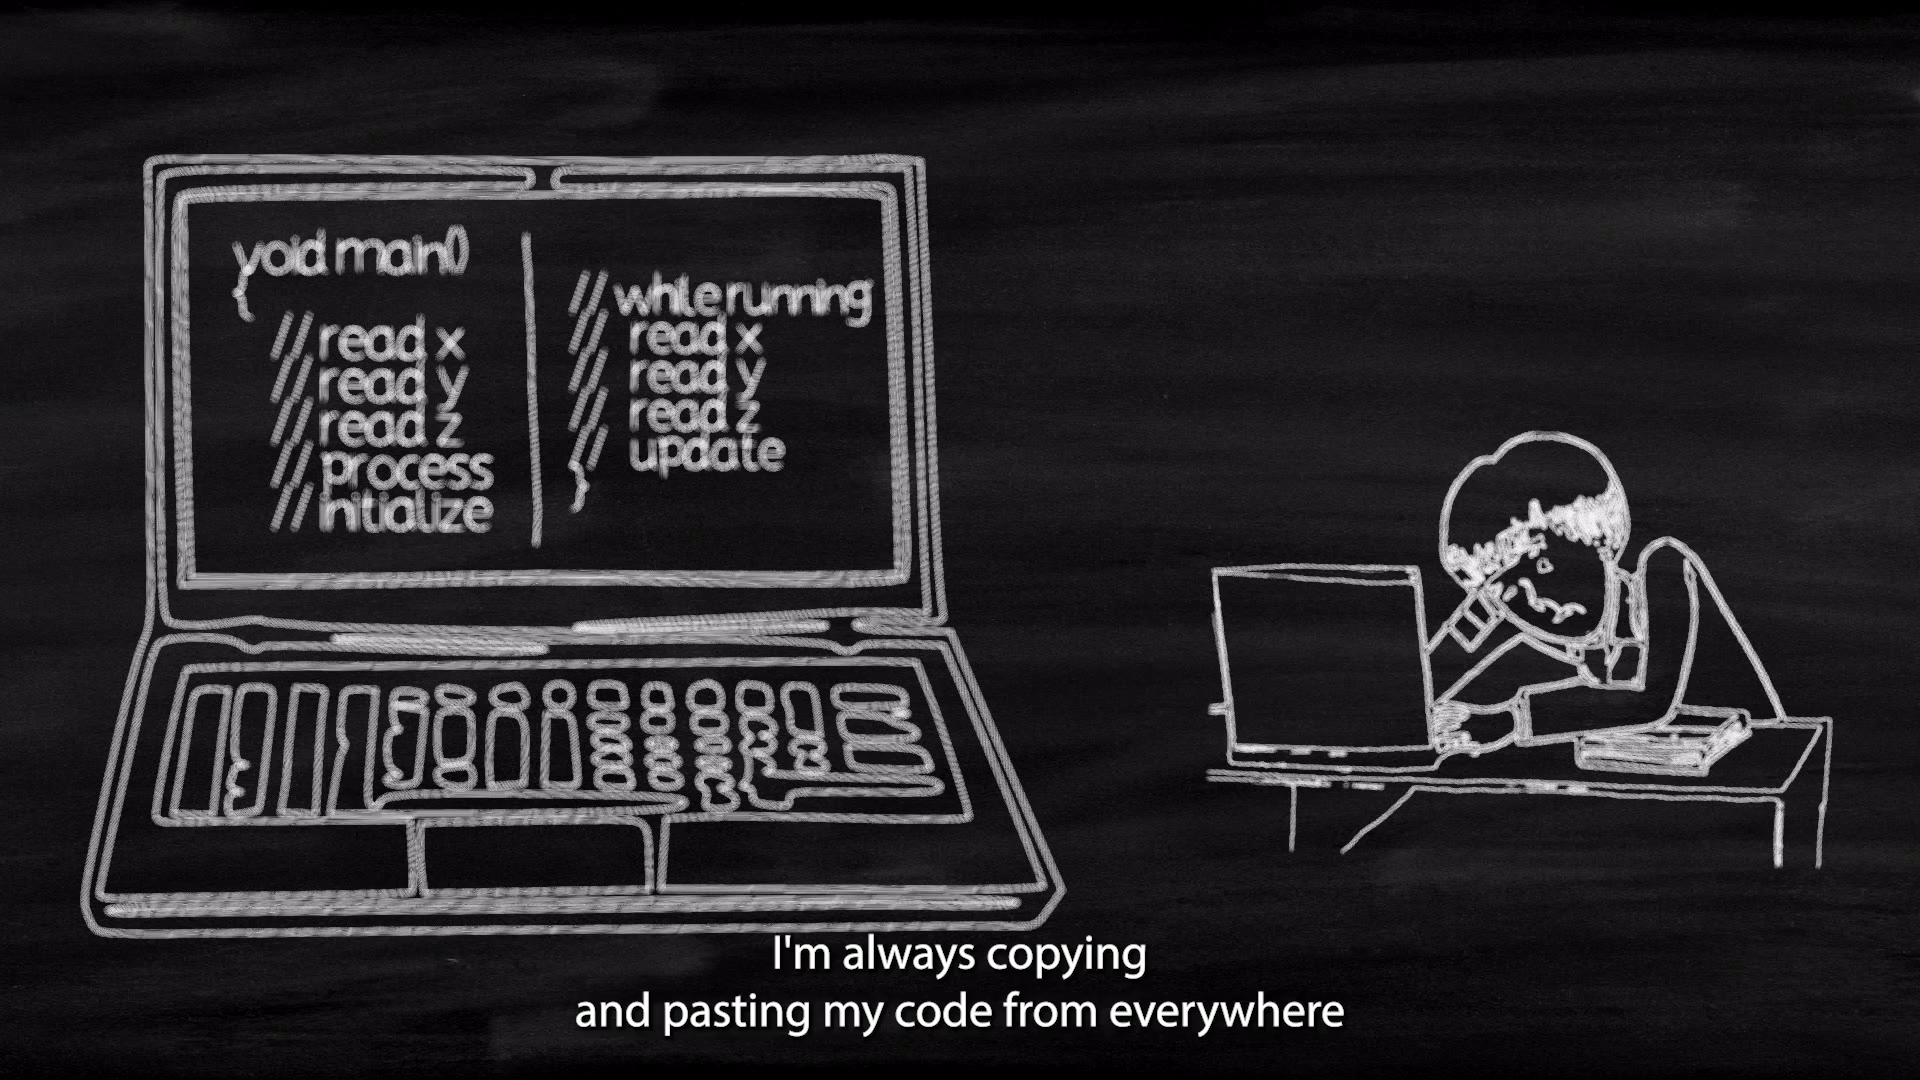 void main()
{
// read x
// read y
// read z
// process
// initialize
// while running
// read x
// read y
// read z
// update
}
I'm always copying
and pasting my code from everywhere